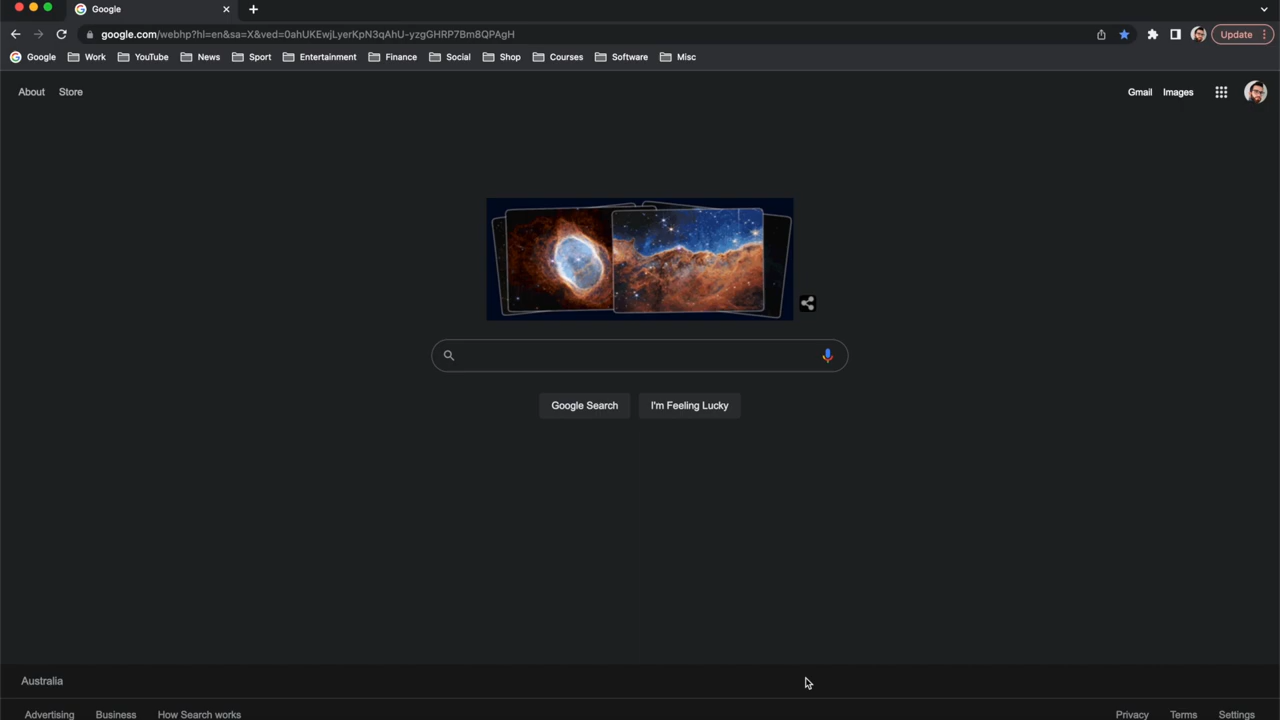 Google
google.com/webhp?hl=en&sa=X&ved=0ahUKEwjLyerKpN3qAhU-yzgGHRP7Bm8QPAgH
Update
Google Work YouTube News Sport Entertainment Finance Social Shop Courses Software Misc
About Store Gmail Images
Google Search I'm Feeling Lucky
Australia
Advertising Business How Search works Privacy Terms Settings